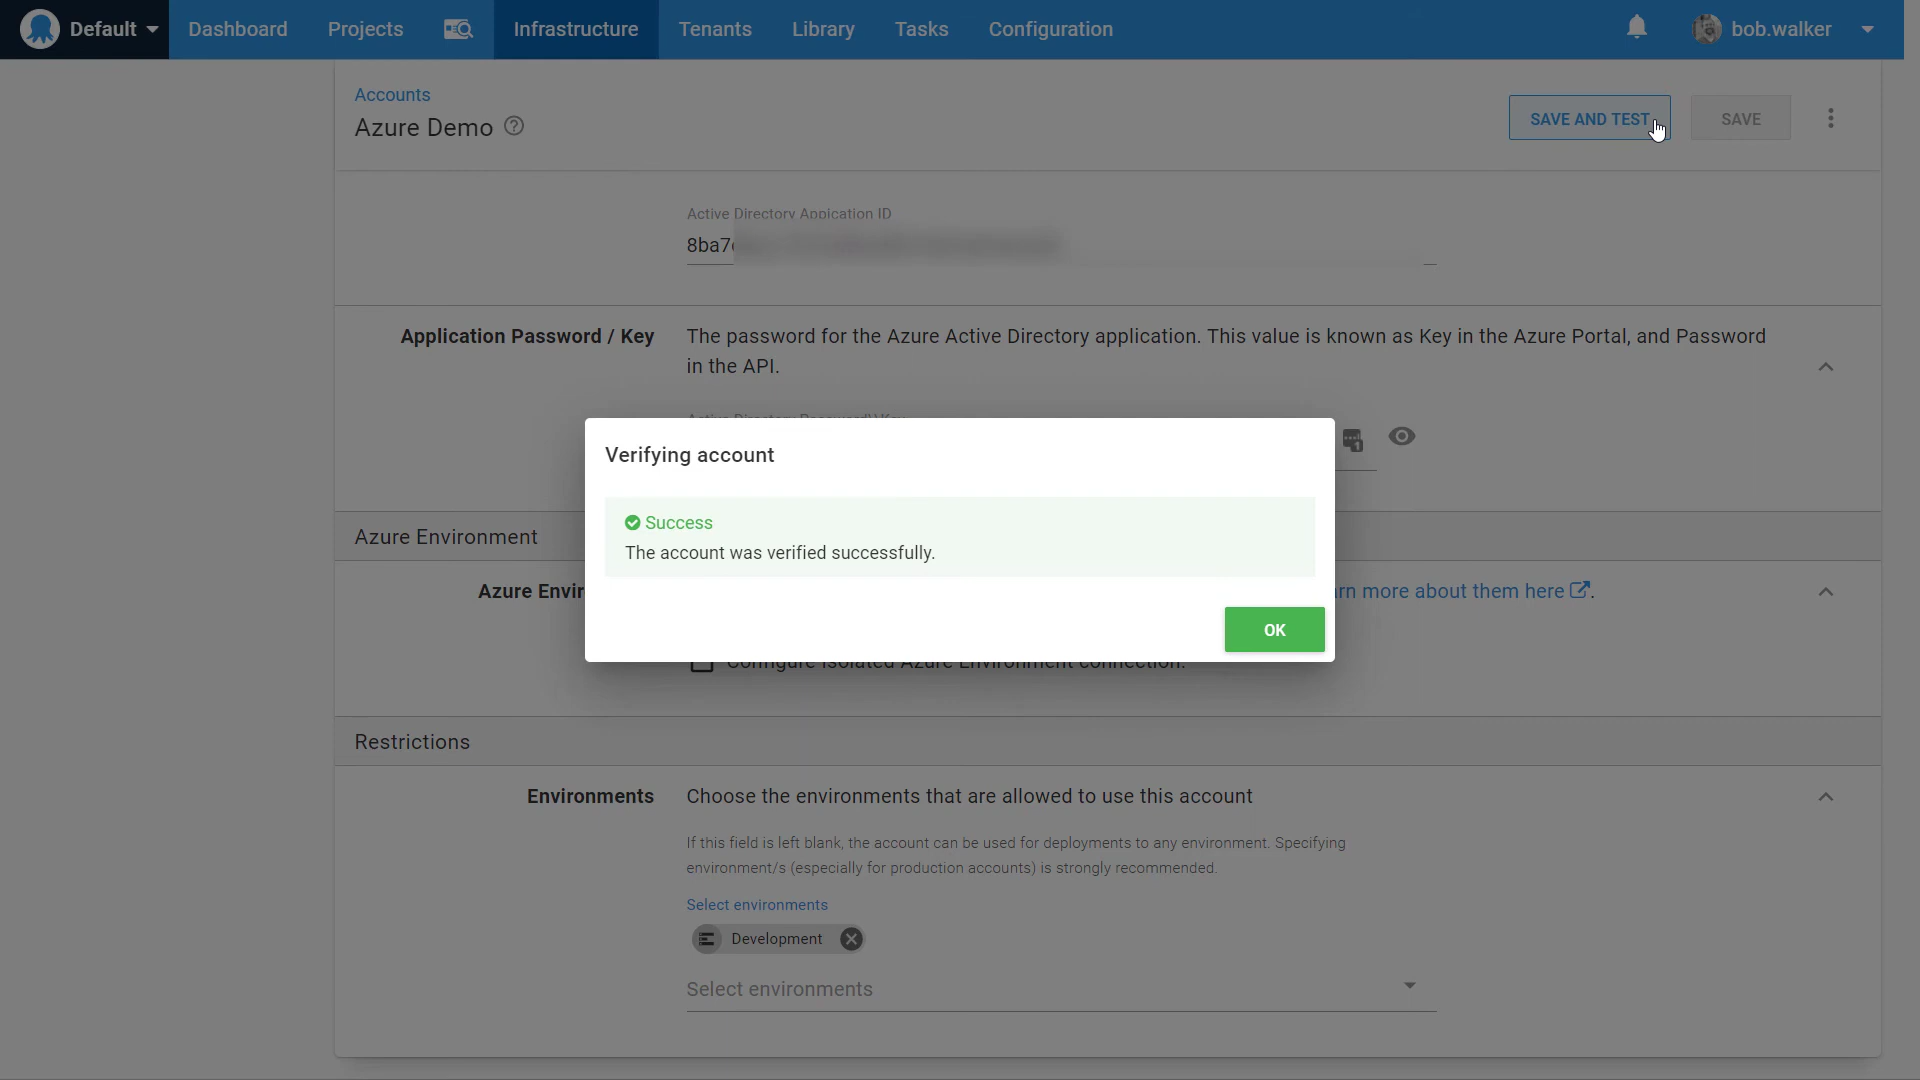 Default Dashboard Projects Infrastructure Tenants Library Tasks Configuration bob.walker
Accounts
Azure Demo
SAVE AND TEST SAVE
Active Directory Application ID
8ba7
Application Password / Key
The password for the Azure Active Directory application. This value is known as Key in the Azure Portal, and Password
in the API.
Verifying account
Success
The account was verified successfully.
OK
Azure Environment
Azure Envir
rn more about them here.
Configure isolated Azure Environment connection.
Restrictions
Environments
Choose the environments that are allowed to use this account
If this field is left blank, the account can be used for deployments to any environment. Specifying
environment/s (especially for production accounts) is strongly recommended.
Select environments
Development
Select environments